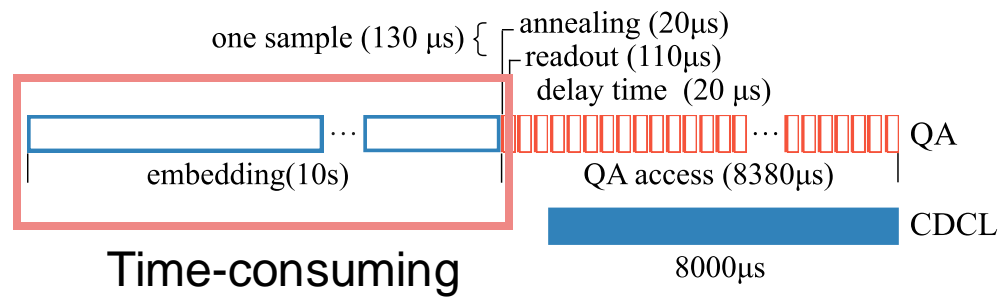 annealing (20μs)
one sample (130 μs) {
readout (110μs)
delay time (20 μs)
... ... QA
embedding(10s) QA access (8380μs)
CDCL
Time-consuming 8000μs